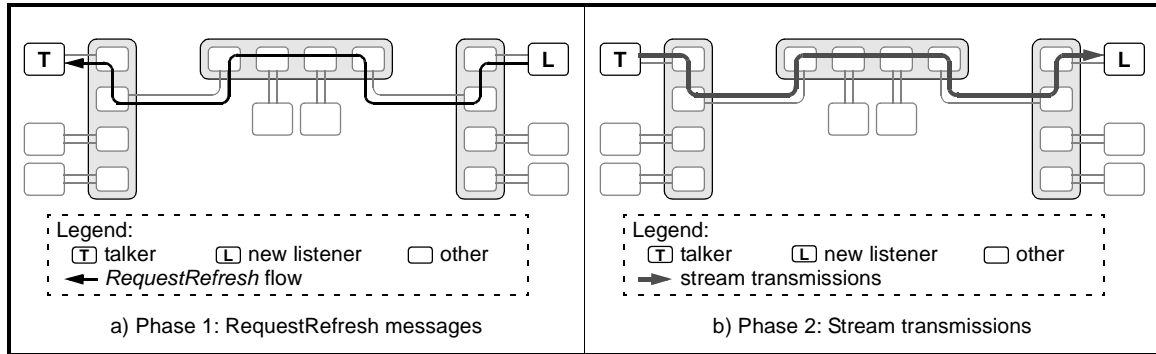 T
L
Legend:
T talker L new listener other
RequestRefresh flow
a) Phase 1: RequestRefresh messages
T
L
Legend:
T talker L new listener other
stream transmissions
b) Phase 2: Stream transmissions